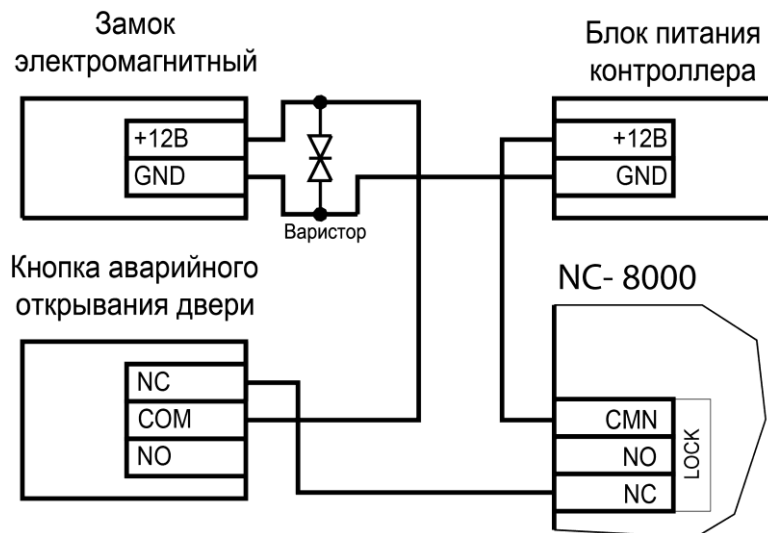 Замок
электромагнитный
+12В
GND
Варистор
Блок питания
контроллера
+12В
GND
Кнопка аварийного
открывания двери
NC
COM
NO
NC- 8000
CMN
NO
NC
LOCK